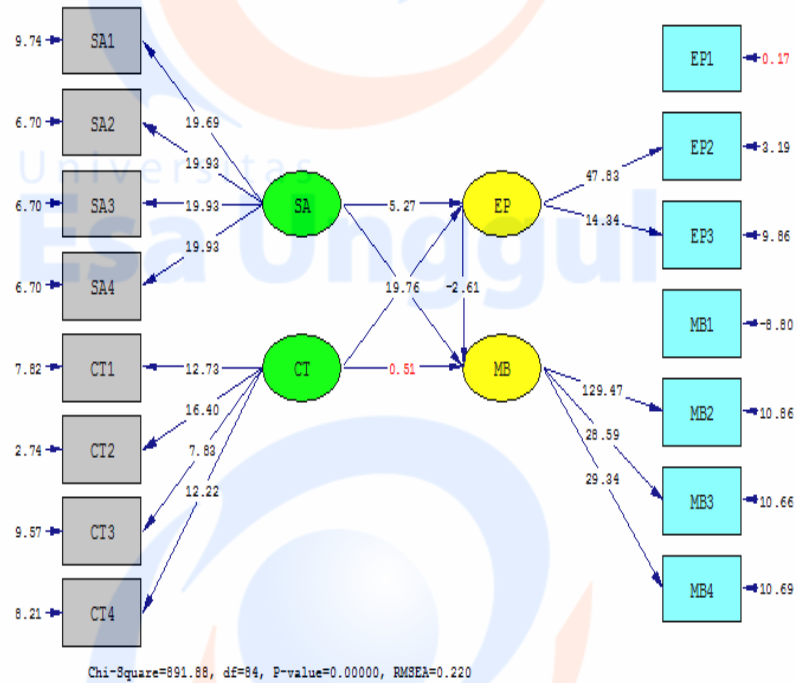 9.74 SA1
EP1 0.17
6.70 SA2 19.69
EP2 3.19
19.93 47.83
Universitas
6.70 SA3 19.93 SA 5.27 EP 14.34 EP3 9.86
Esa Unggul
19.93
6.70 SA4 19.76 -2.61
MB1 -8.80
7.82 CT1 12.73 CT 0.51 MB
129.47 MB2 10.86
16.40
2.74 CT2 28.59
7.83
12.22 29.34
MB3 10.66
9.57 CT3
MB4 10.69
8.21 CT4
Chi-Square=891.88, df=84, P-value=0.00000, RMSEA=0.220